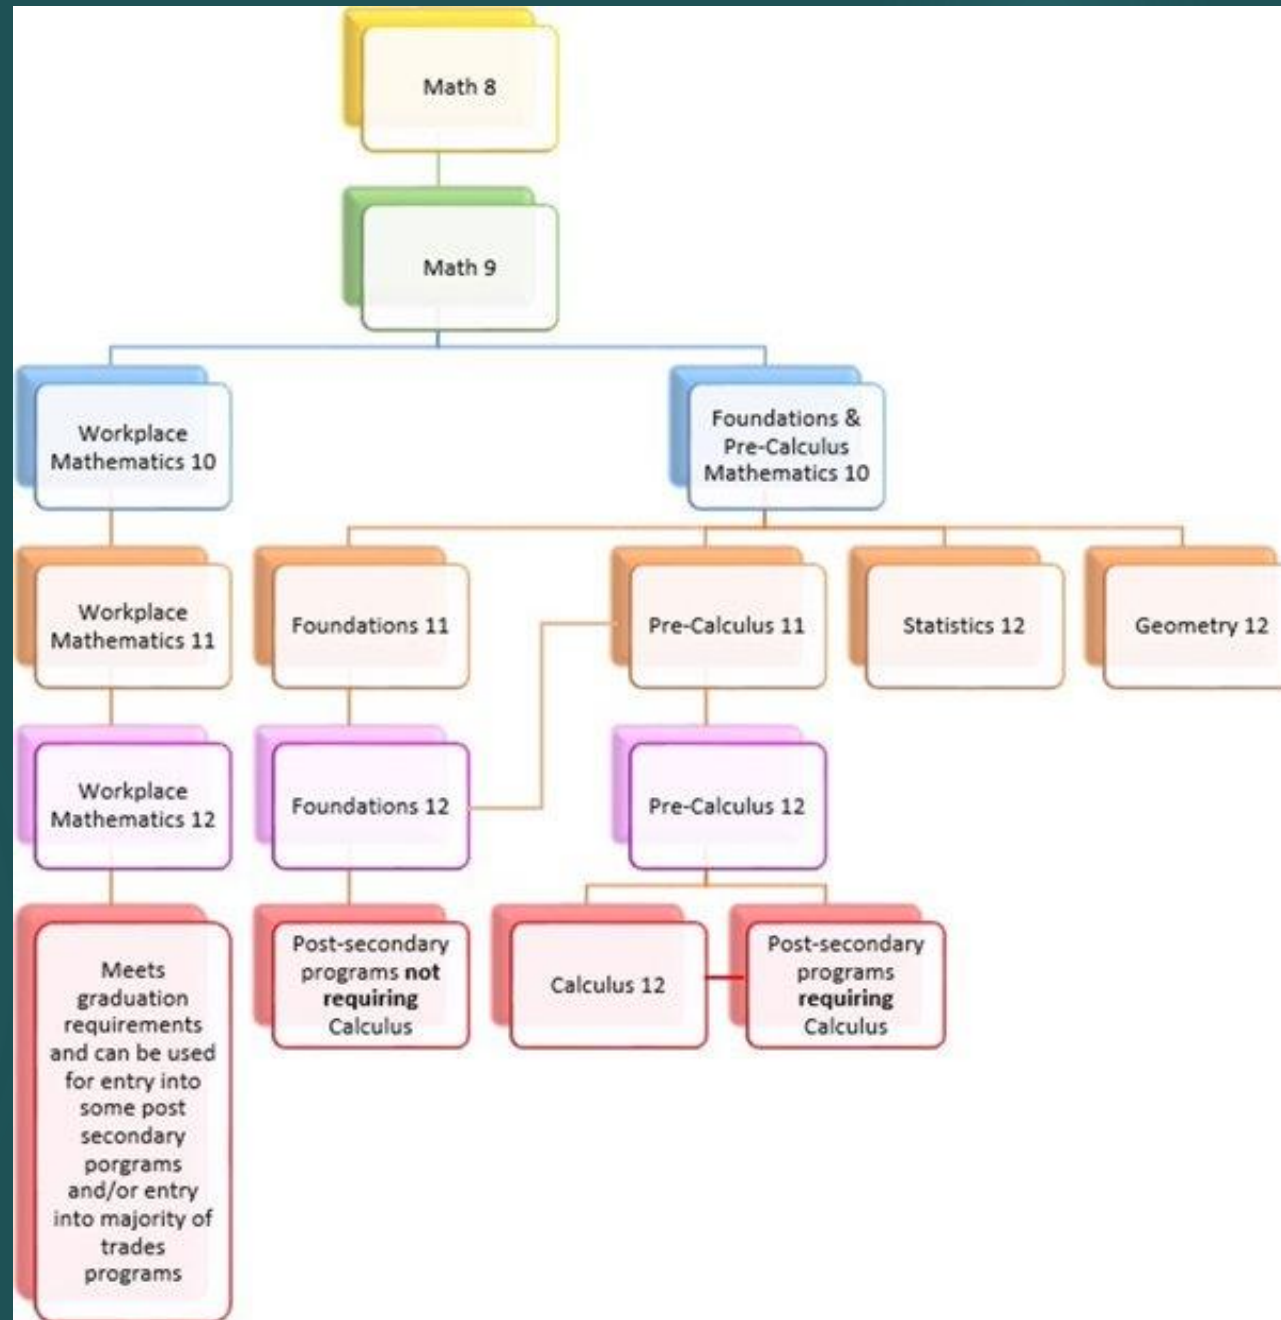 Math 8
Math 9
Workplace
Mathematics 10
Foundations &
Pre-Calculus
Mathematics 10
Workplace
Mathematics 11
Foundations 11
Pre-Calculus 11
Statistics 12
Geometry 12
Workplace
Mathematics 12
Foundations 12
Pre-Calculus 12
Meets
graduation
requirements
and can be used
for entry into
some post
secondary
porgrams
and/or entry
into majority of
trades
programs
Post-secondary
programs not
requiring
Calculus
Calculus 12
Post-secondary
programs
requiring
Calculus